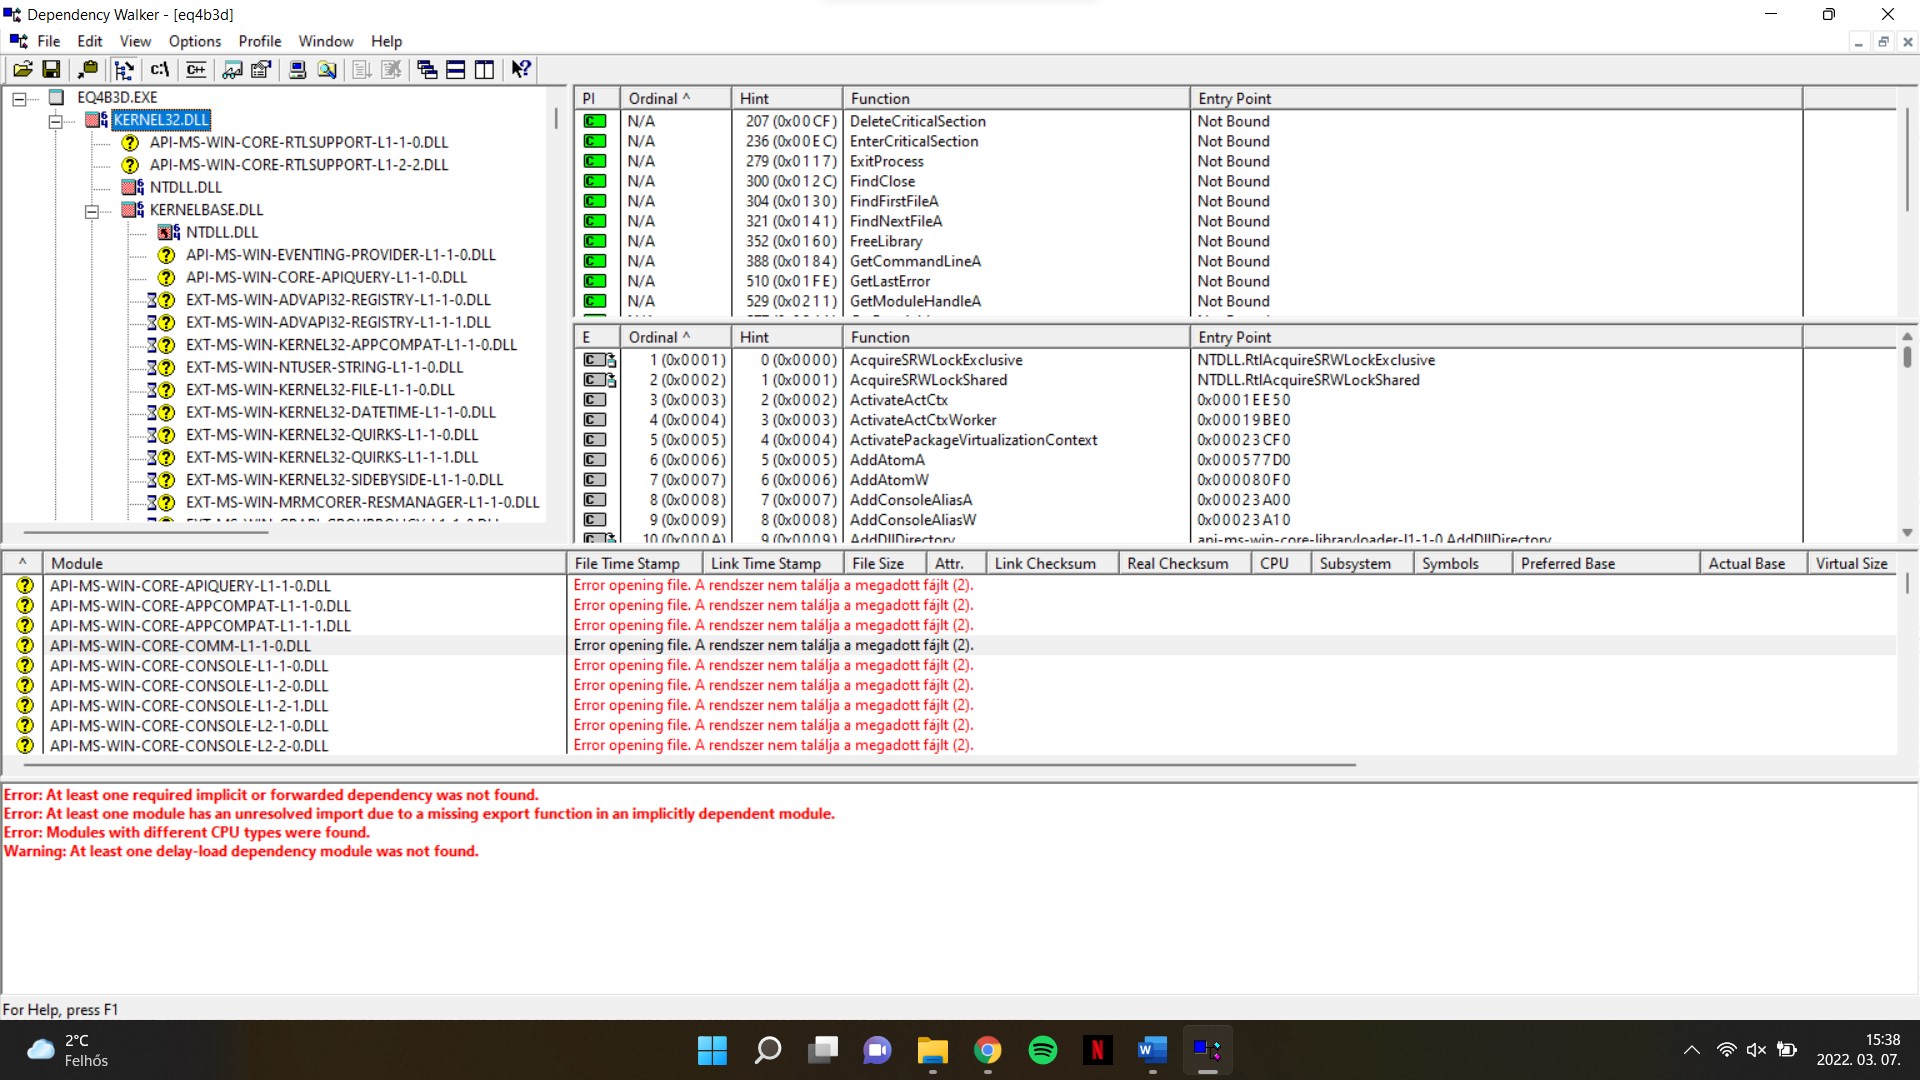 Dependency Walker - [eq4b3d]
File Edit View Options Profile Window Help
EQ4B3D.EXE
KERNEL32.DLL
API-MS-WIN-CORE-RTLSUPPORT-L1-1-0.DLL
API-MS-WIN-CORE-RTLSUPPORT-L1-2-2.DLL
NTDLL.DLL
KERNELBASE.DLL
NTDLL.DLL
API-MS-WIN-EVENTING-PROVIDER-L1-1-0.DLL
API-MS-WIN-CORE-APIQUERY-L1-1-0.DLL
EXT-MS-WIN-ADVAPI32-REGISTRY-L1-1-0.DLL
EXT-MS-WIN-ADVAPI32-REGISTRY-L1-1-1.DLL
EXT-MS-WIN-KERNEL32-APPCOMPAT-L1-1-0.DLL
EXT-MS-WIN-NTUSER-STRING-L1-1-0.DLL
EXT-MS-WIN-KERNEL32-FILE-L1-1-0.DLL
EXT-MS-WIN-KERNEL32-DATETIME-L1-1-0.DLL
EXT-MS-WIN-KERNEL32-QUIRKS-L1-1-0.DLL
EXT-MS-WIN-KERNEL32-QUIRKS-L1-1-1.DLL
EXT-MS-WIN-KERNEL32-SIDEBYSIDE-L1-1-0.DLL
EXT-MS-WIN-MRMCORER-RESMANAGER-L1-1-0.DLL
PI Ordinal ^ Hint Function Entry Point
C N/A 207 (0x00CF) DeleteCriticalSection Not Bound
C N/A 236 (0x00EC) EnterCriticalSection Not Bound
C N/A 279 (0x0117) ExitProcess Not Bound
C N/A 300 (0x012C) FindClose Not Bound
C N/A 304 (0x0130) FindFirstFileA Not Bound
C N/A 321 (0x0141) FindNextFileA Not Bound
C N/A 352 (0x0160) FreeLibrary Not Bound
C N/A 388 (0x0184) GetCommandLineA Not Bound
C N/A 510 (0x01FE) GetLastError Not Bound
C N/A 529 (0x0211) GetModuleHandleA Not Bound
E Ordinal ^ Hint Function Entry Point
C 1 (0x0001) 0 (0x0000) AcquireSRWLockExclusive NTDLL.RtlAcquireSRWLockExclusive
C 2 (0x0002) 1 (0x0001) AcquireSRWLockShared NTDLL.RtlAcquireSRWLockShared
C 3 (0x0003) 2 (0x0002) ActivateActCtx 0x0001EE50
C 4 (0x0004) 3 (0x0003) ActivateActCtxWorker 0x00019BE0
C 5 (0x0005) 4 (0x0004) ActivatePackageVirtualizationContext 0x00023CF0
C 6 (0x0006) 5 (0x0005) AddAtomA 0x000577D0
C 7 (0x0007) 6 (0x0006) AddAtomW 0x000080F0
C 8 (0x0008) 7 (0x0007) AddConsoleAliasA 0x00023A00
C 9 (0x0009) 8 (0x0008) AddConsoleAliasW 0x00023A10
C 10 (0x000A) 9 (0x0009) AddDllDirectory api-ms-win-core-libraryloader-l1-1-0.AddDllDirectory
^ Module File Time Stamp Link Time Stamp File Size Attr. Link Checksum Real Checksum CPU Subsystem Symbols Preferred Base Actual Base Virtual Size
API-MS-WIN-CORE-APIQUERY-L1-1-0.DLL Error opening file. A rendszer nem találja a megadott fájlt (2).
API-MS-WIN-CORE-APPCOMPAT-L1-1-0.DLL Error opening file. A rendszer nem találja a megadott fájlt (2).
API-MS-WIN-CORE-APPCOMPAT-L1-1-1.DLL Error opening file. A rendszer nem találja a megadott fájlt (2).
API-MS-WIN-CORE-COMM-L1-1-0.DLL Error opening file. A rendszer nem találja a megadott fájlt (2).
API-MS-WIN-CORE-CONSOLE-L1-1-0.DLL Error opening file. A rendszer nem találja a megadott fájlt (2).
API-MS-WIN-CORE-CONSOLE-L1-2-0.DLL Error opening file. A rendszer nem találja a megadott fájlt (2).
API-MS-WIN-CORE-CONSOLE-L1-2-1.DLL Error opening file. A rendszer nem találja a megadott fájlt (2).
API-MS-WIN-CORE-CONSOLE-L2-1-0.DLL Error opening file. A rendszer nem találja a megadott fájlt (2).
API-MS-WIN-CORE-CONSOLE-L2-2-0.DLL Error opening file. A rendszer nem találja a megadott fájlt (2).
Error: At least one required implicit or forwarded dependency was not found.
Error: At least one module has an unresolved import due to a missing export function in an implicitly dependent module.
Error: Modules with different CPU types were found.
Warning: At least one delay-load dependency module was not found.
For Help, press F1
2°C
Felhős
15:38
2022. 03. 07.